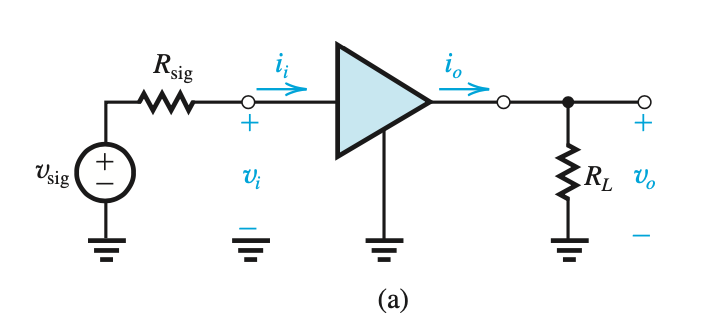 R_sig
i_i
i_o
+
+
v_sig
+
−
v_i
R_L
v_o
−
−
(a)